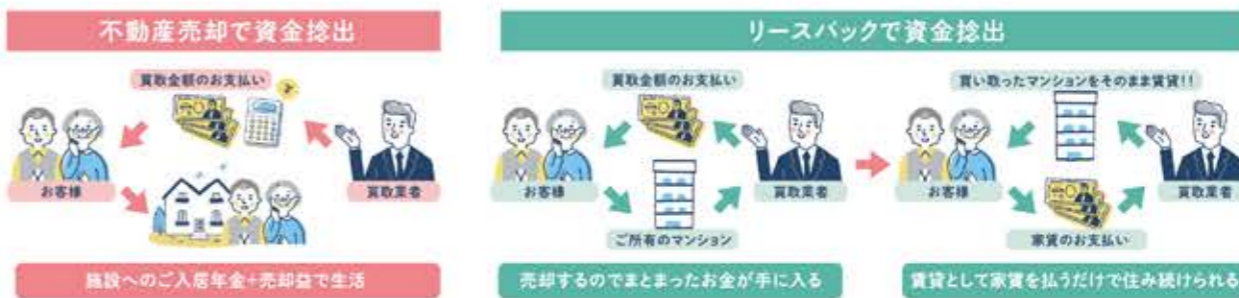 不動産売却で資金捻出
買取金額のお支払い
お客様
買取業者
施設へのご入居年金+売却益で生活
リースバックで資金捻出
買取金額のお支払い
お客様
買取業者
ご所有のマンション
売却するのでまとまったお金が手に入る
買い取ったマンションをそのまま賃貸!!
お客様
買取業者
家賃のお支払い
賃貸として家賃を払うだけで住み続けられる